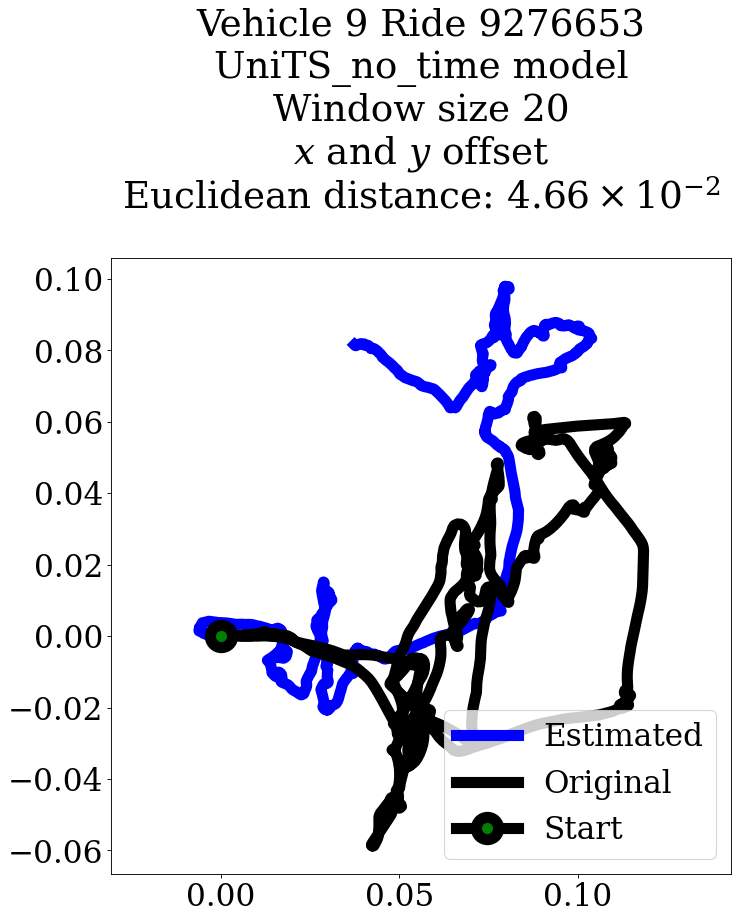 Vehicle 9 Ride 9276653
UniTS_no_time model
Window size 20
x and y offset
Euclidean distance: 4.66 × 10⁻²
0.10
0.08
0.06
0.04
0.02
0.00
−0.02
−0.04
−0.06
0.00 0.05 0.10
Estimated
Original
Start